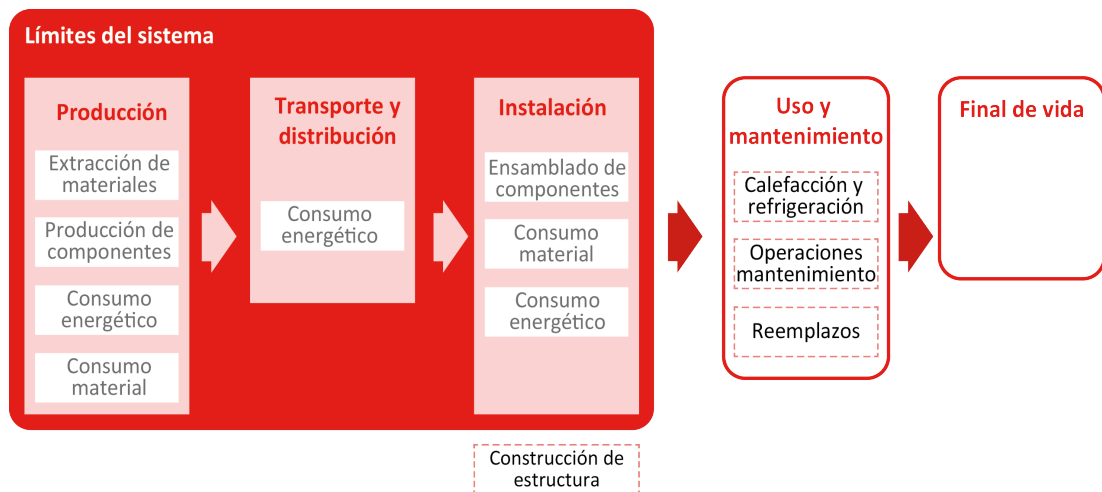 Límites del sistema
Producción
Extracción de
materiales
Producción de
componentes
Consumo
energético
Consumo
material
Transporte y
distribución
Consumo
energético
Instalación
Ensamblado de
componentes
Consumo
material
Consumo
energético
Construcción de
estructura
Uso y
mantenimiento
Calefacción y
refrigeración
Operaciones
mantenimiento
Reemplazos
Final de vida